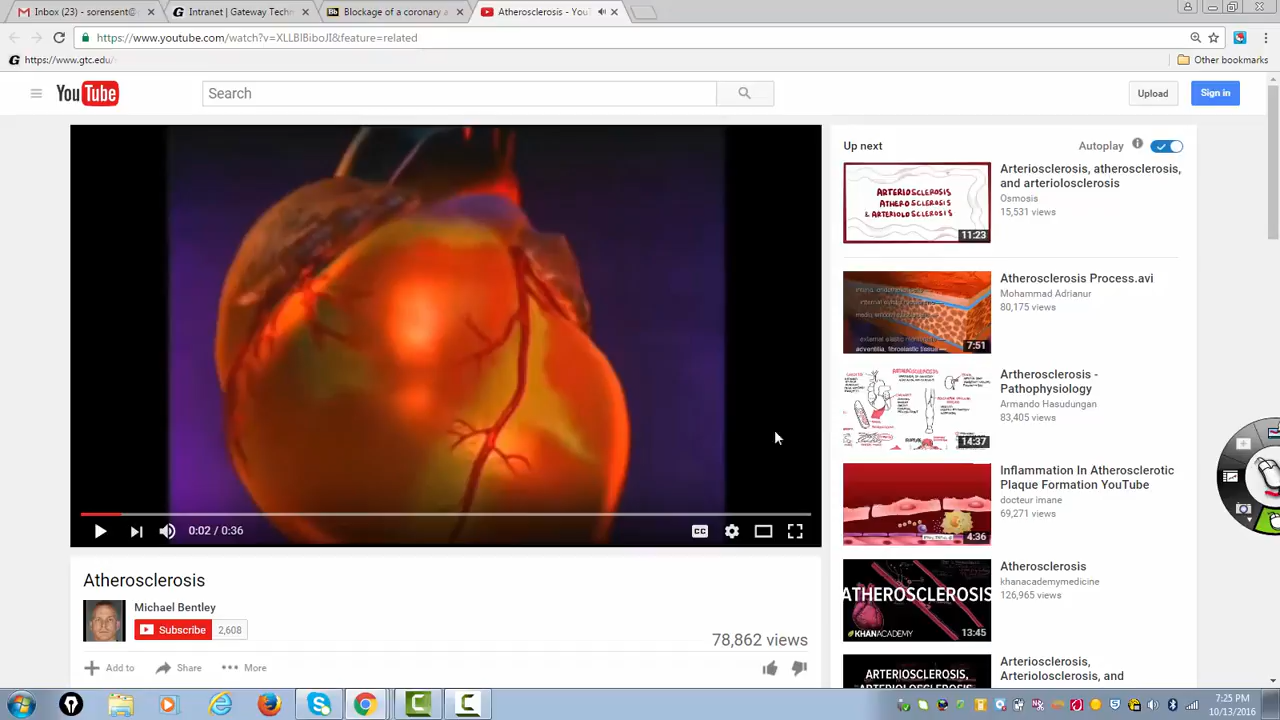 Inbox (23) - sorensent@
Intranet | Gateway Techn
Blockage of a coronary a
Atherosclerosis - YouT
https://www.youtube.com/watch?v=XLLBlBiboJI&feature=related
https://www.gtc.edu/
Other bookmarks
YouTube
Search
Upload
Sign in
Up next
Autoplay
ARTERIOSCLEROSIS
ATHEROSCLEROSIS
& ARTERIOLOSCLEROSIS
11:23
Arteriosclerosis, atherosclerosis,
and arteriolosclerosis
Osmosis
15,531 views
7:51
Atherosclerosis Process.avi
Mohammad Adrianur
80,175 views
14:37
Artherosclerosis -
Pathophysiology
Armando Hasudungan
83,405 views
4:36
Inflammation In Atherosclerotic
Plaque Formation YouTube
docteur imane
69,271 views
ATHEROSCLEROSIS
KHANACADEMY
13:45
Atherosclerosis
khanacademymedicine
126,965 views
ARTERIOSCLEROSIS,
Arteriosclerosis,
Arteriolosclerosis, and
0:02 / 0:36
CC
Atherosclerosis
Michael Bentley
Subscribe
2,608
78,862 views
Add to
Share
More
7:25 PM
10/13/2016